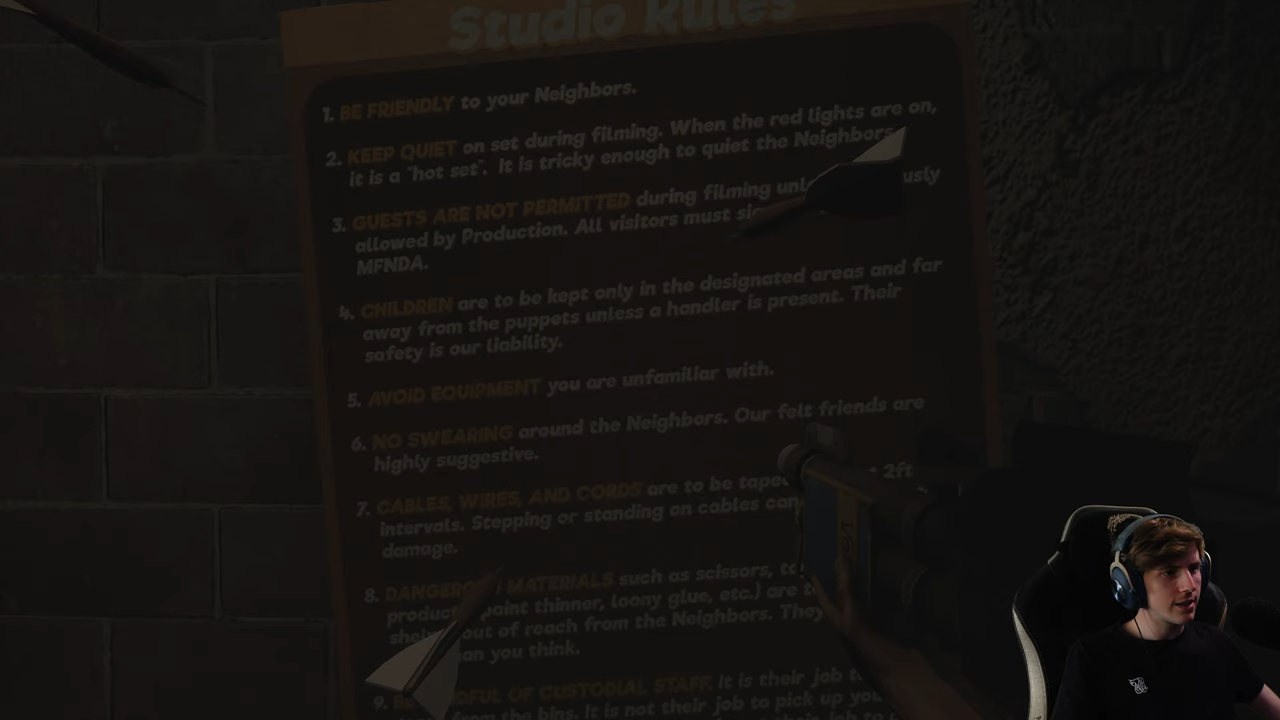 Studio Rules
1. BE FRIENDLY to your Neighbors.
2. KEEP QUIET on set during filming. When the red lights are on,
it is a "hot set". It is tricky enough to quiet the Neighbors
3. GUESTS ARE NOT PERMITTED during filming
allowed by Production. All visitors must
MFNDA.
4. CHILDREN are to be kept only in the designated areas and far
away from the puppets unless a handler is present. Their
safety is our liability.
5. AVOID EQUIPMENT you are unfamiliar with.
6. NO SWEARING around the Neighbors. Our felt friends are
highly suggestive.
7. CABLES, WIRES, AND CORDS are to be 2ft
intervals. Stepping or standing on cables can
damage.
8. MATERIALS such as scissors,
paint thinner, loony glue, etc.) are
out of reach from the Neighbors. They
you think.
9. OF CUSTODIAL STAFF. It is their job
from the bins. It is not their job to pick up
their job to